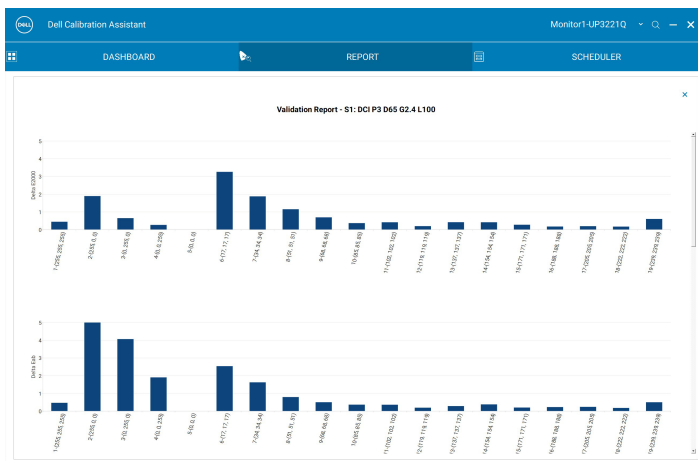 DELL
Dell Calibration Assistant
Monitor1-UP3221Q
DASHBOARD
REPORT
SCHEDULER
Validation Report - S1: DCI P3 D65 G2.4 L100
Delta E2000
5
4
3
2
1
0
1-(255, 255, 255)
2-(255, 0, 0)
3-(0, 255, 0)
4-(0, 0, 255)
5-(0, 0, 0)
6-(17, 17, 17)
7-(34, 34, 34)
8-(51, 51, 51)
9-(68, 68, 68)
10-(85, 85, 85)
11-(102, 102, 102)
12-(119, 119, 119)
13-(137, 137, 137)
14-(154, 154, 154)
15-(171, 171, 171)
16-(188, 188, 188)
17-(205, 205, 205)
18-(222, 222, 222)
19-(239, 239, 239)
Delta Eab
5
4
3
2
1
0
1-(255, 255, 255)
2-(255, 0, 0)
3-(0, 255, 0)
4-(0, 0, 255)
5-(0, 0, 0)
6-(17, 17, 17)
7-(34, 34, 34)
8-(51, 51, 51)
9-(68, 68, 68)
10-(85, 85, 85)
11-(102, 102, 102)
12-(119, 119, 119)
13-(137, 137, 137)
14-(154, 154, 154)
15-(171, 171, 171)
16-(188, 188, 188)
17-(205, 205, 205)
18-(222, 222, 222)
19-(239, 239, 239)